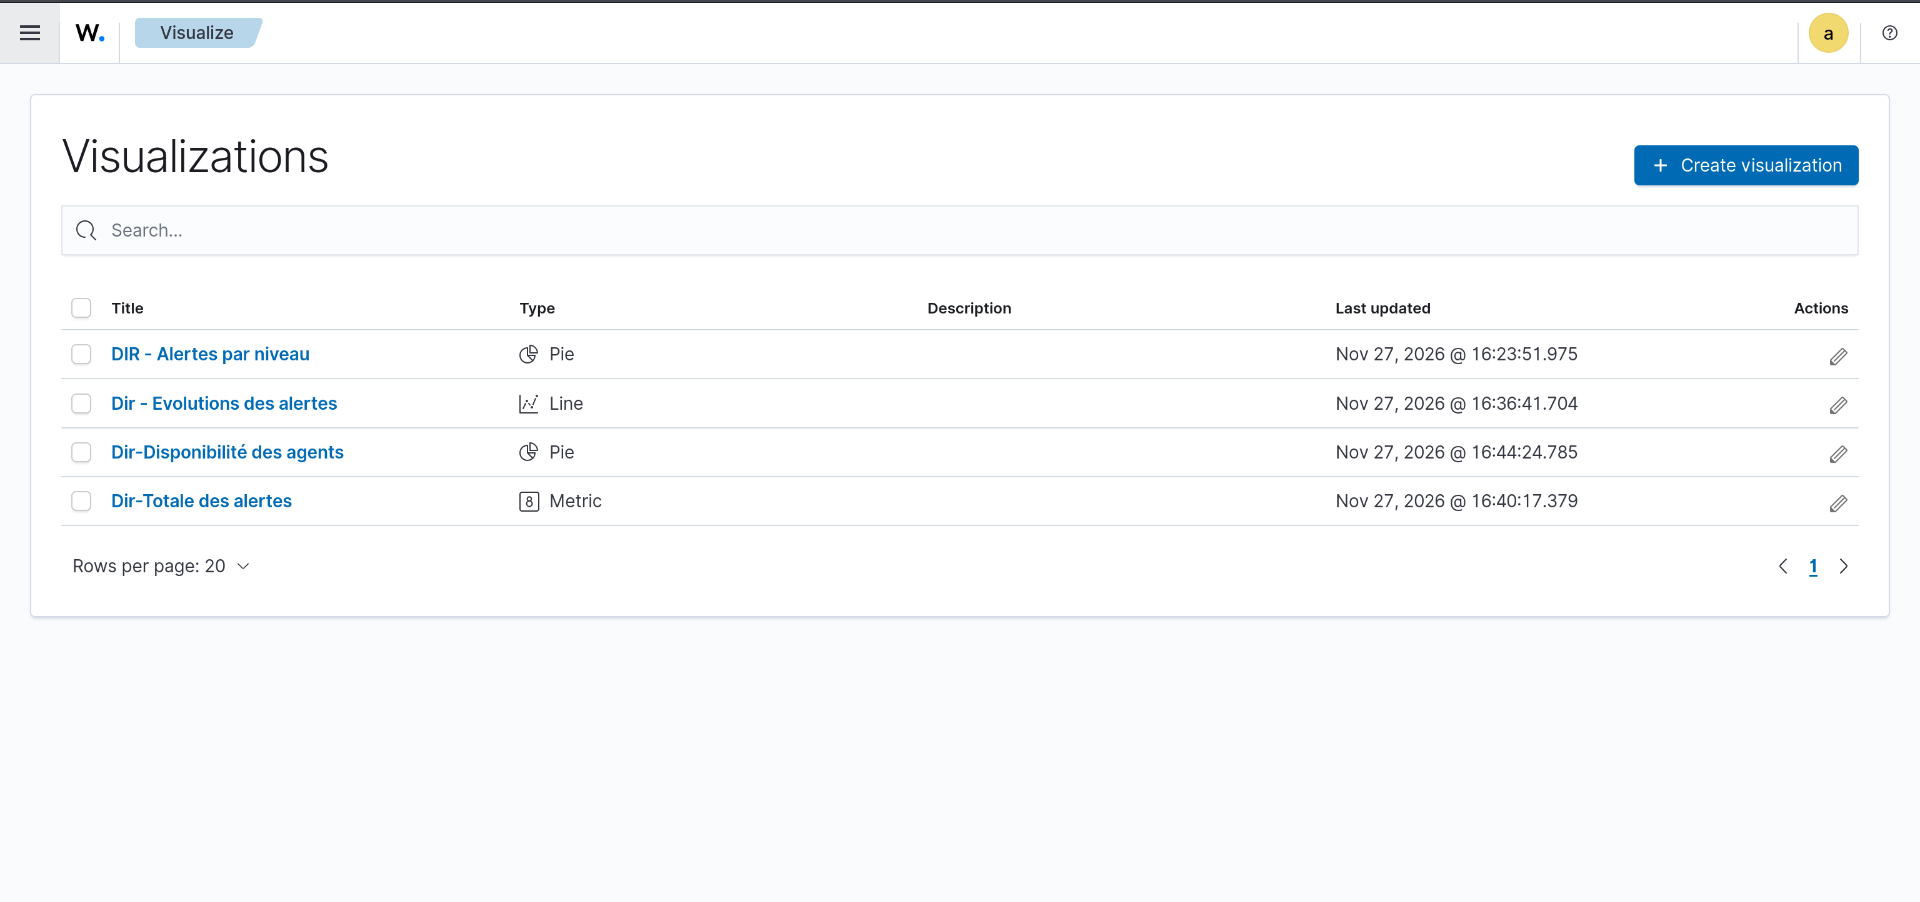 W. Visualize a
Visualizations
+ Create visualization
Search...
Title Type Description Last updated Actions
DIR - Alertes par niveau Pie Nov 27, 2026 @ 16:23:51.975
Dir - Evolutions des alertes Line Nov 27, 2026 @ 16:36:41.704
Dir-Disponibilité des agents Pie Nov 27, 2026 @ 16:44:24.785
Dir-Totale des alertes 8 Metric Nov 27, 2026 @ 16:40:17.379
Rows per page: 20 1